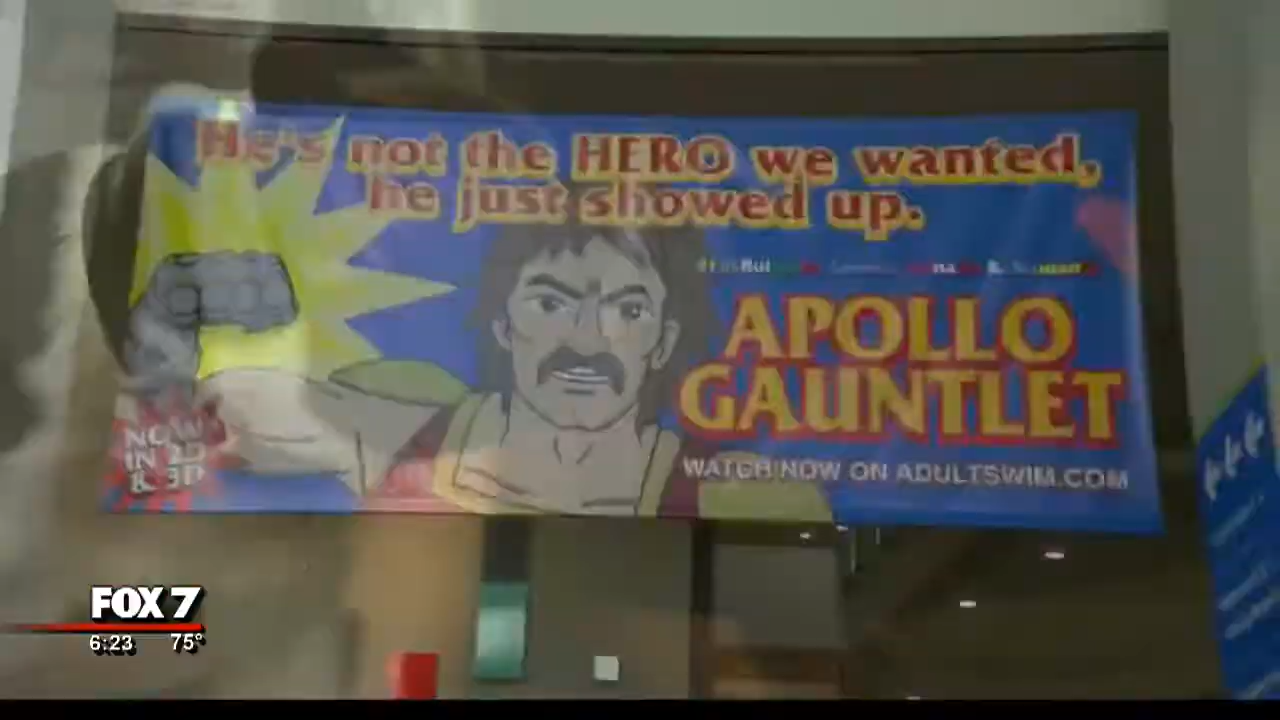 He's not the HERO we wanted,
he just showed up.
APOLLO
GAUNTLET
WATCH NOW ON ADULTSWIM.COM
NOW
IN 2D
& 3D
FOX 7
6:23 75°